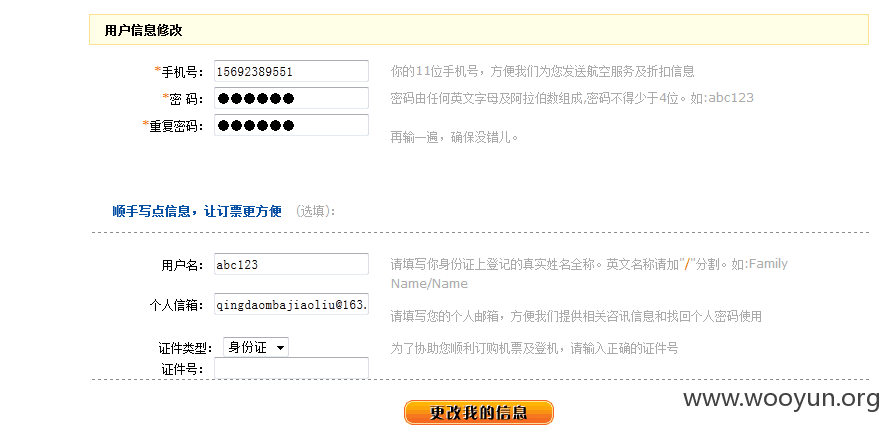 用户信息修改
*手机号： 15692389551 你的11位手机号，方便我们为您发送航空服务及折扣信息
*密 码： ●●●●●● 密码由任何英文字母及阿拉伯数组成,密码不得少于4位。如:abc123
*重复密码： ●●●●●●
再输一遍，确保没错儿。
顺手写点信息，让订票更方便 (选填)：
用户名： abc123 请填写你身份证上登记的真实姓名全称。英文名称请加"/"分割。如:Family
Name/Name
个人信箱： qingdaombajiaoliu@163.
请填写您的个人邮箱，方便我们提供相关咨讯信息和找回个人密码使用
证件类型： 身份证 为了协助您顺利订购机票及登机，请输入正确的证件号
证件号：
更改我的信息
www.wooyun.org